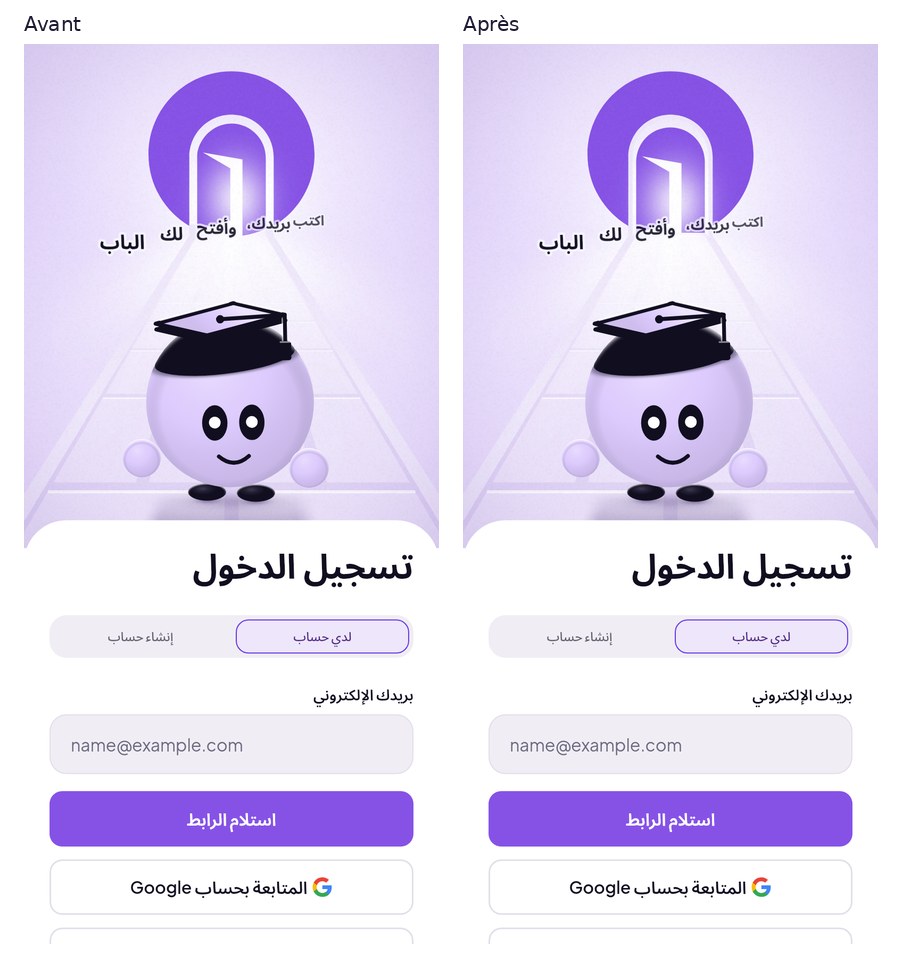 Avant
اكتب بريدك، وأفتح لك الباب
تسجيل الدخول
لدي حساب
إنشاء حساب
بريدك الإلكتروني
name@example.com
استلام الرابط
المتابعة بحساب Google
Après
اكتب بريدك، وأفتح لك الباب
تسجيل الدخول
لدي حساب
إنشاء حساب
بريدك الإلكتروني
name@example.com
استلام الرابط
المتابعة بحساب Google